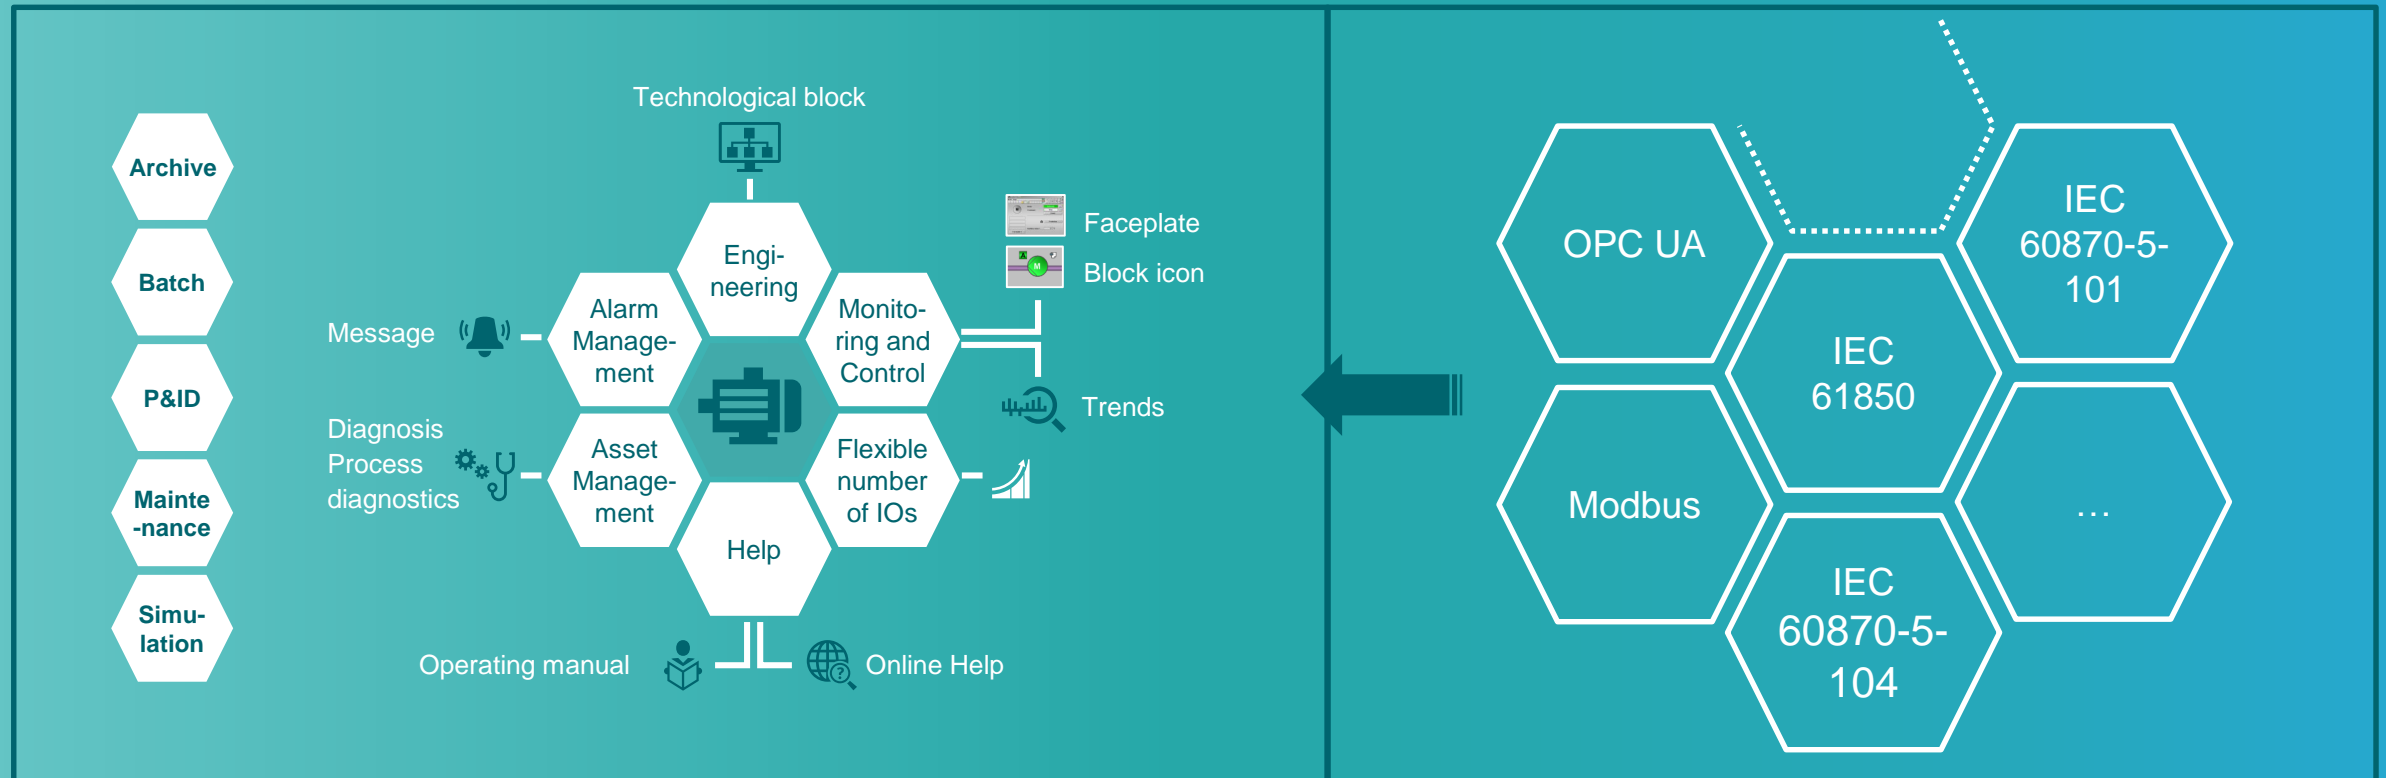 Archive
Batch
P&ID
Mainte
-nance
Simu-
lation
Technological block
Engi-
neering
Alarm
Manage-
ment
Monito-
ring and
Control
Asset
Manage-
ment
Flexible
number
of IOs
Help
Message
Diagnosis
Process
diagnostics
Faceplate
Block icon
M
A
Trends
Operating manual
?
Online Help
OPC UA
IEC
60870-5-
101
IEC
61850
Modbus
...
IEC
60870-5-
104